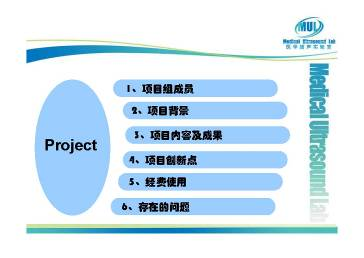 MUL
Medical Ultrasound Lab
医学超声实验室
Project
1、项目组成员
2、项目背景
3、项目内容及成果
4、项目创新点
5、经费使用
6、存在的问题
Medical Ultrasound Lab